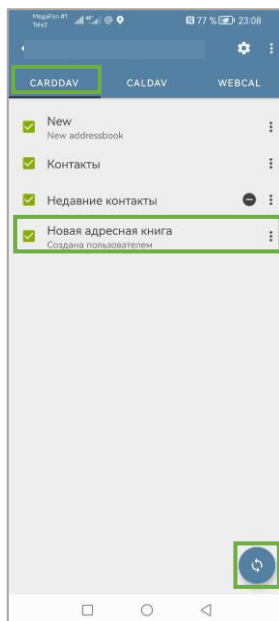 MegaFon #1
Tele2
77 % 23:08
CARDDAV CALDAV WEBCAL
New
New addressbook
Контакты
Недавние контакты
Новая адресная книга
Создана пользователем